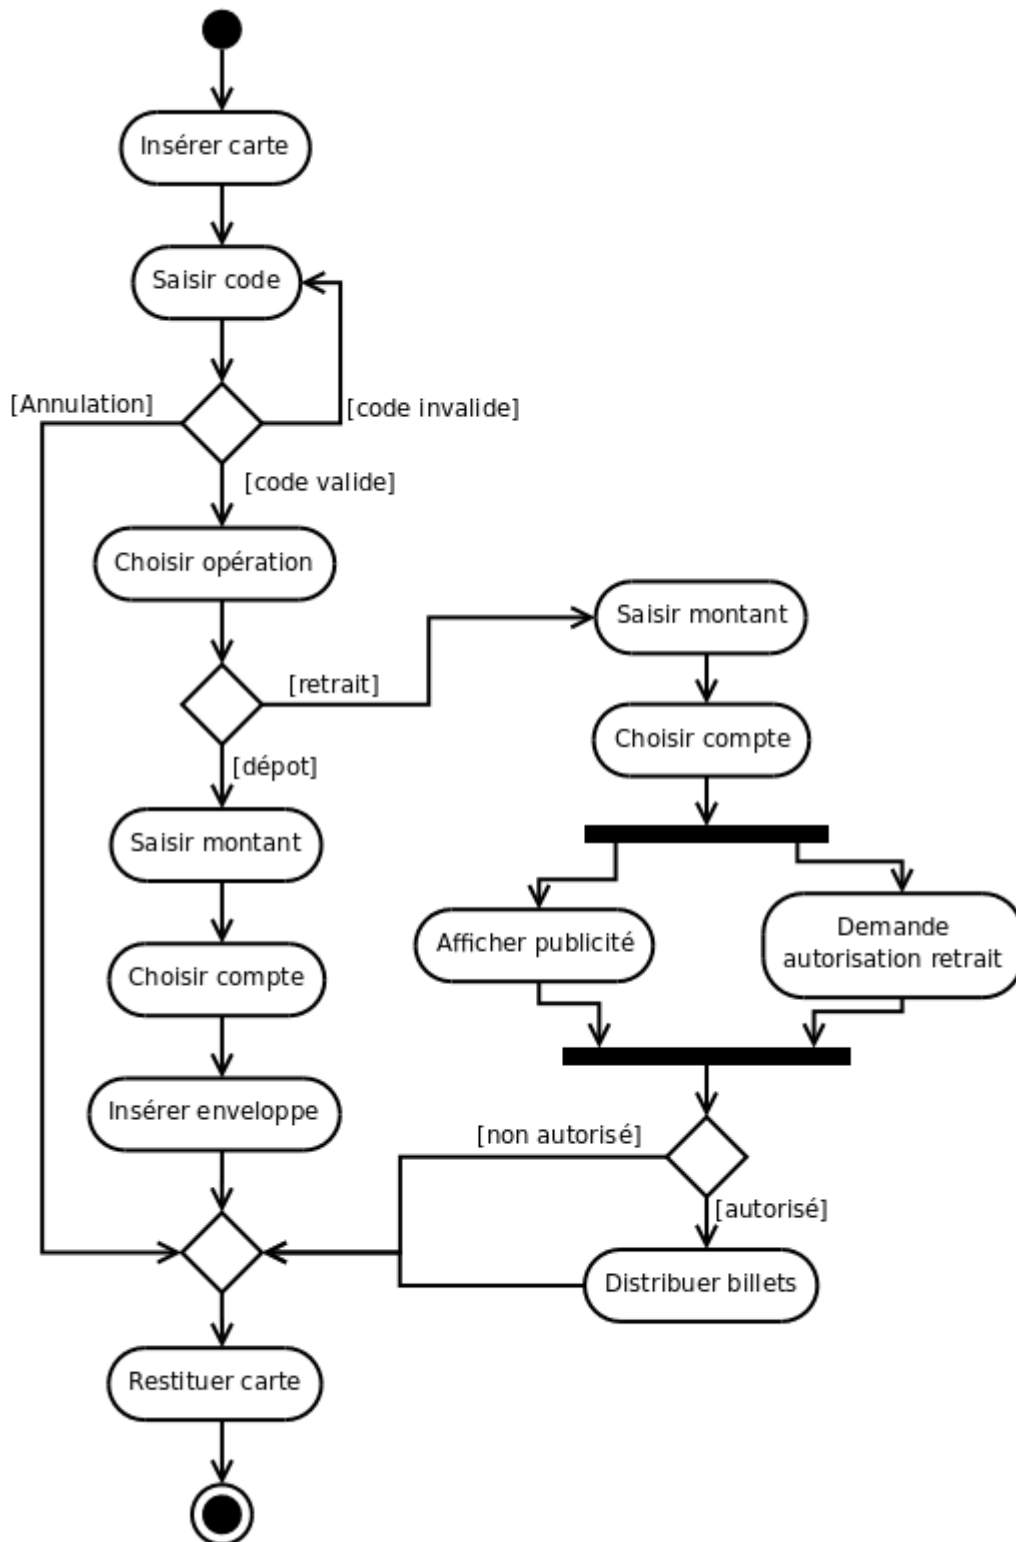 Insérer carte
Saisir code
[Annulation]
[code invalide]
[code valide]
Choisir opération
[retrait]
Saisir montant
Choisir compte
[dépot]
Saisir montant
Choisir compte
Insérer enveloppe
Afficher publicité
Demande
autorisation retrait
[non autorisé]
[autorisé]
Distribuer billets
Restituer carte